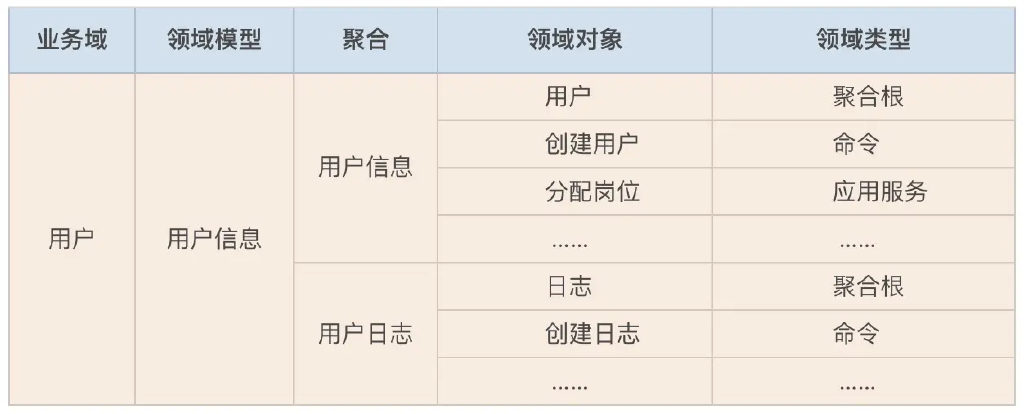 业务域 领域模型 聚合 领域对象 领域类型
用户 聚合根
创建用户 命令
用户信息
分配岗位 应用服务
用户 用户信息 …… ……
日志 聚合根
用户日志 创建日志 命令
…… ……